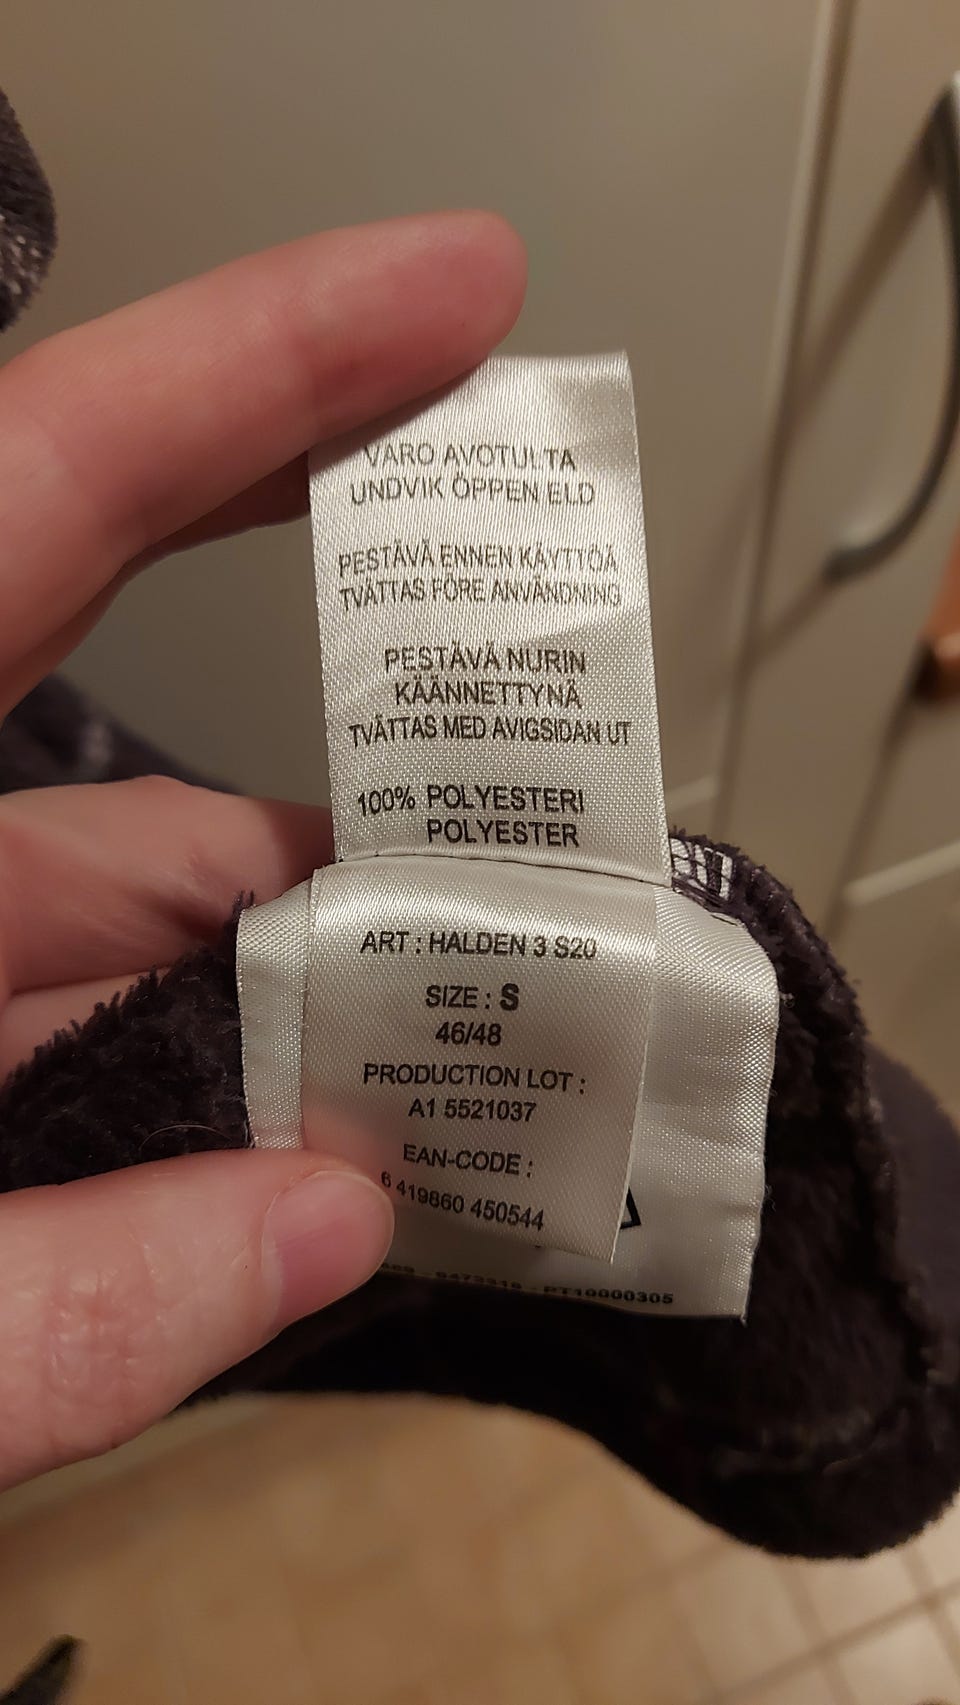 VARO AVOTULTA
UNDVIK ÖPPEN ELD
PESTÄVÄ ENNEN KÄYTTÖÄ
TVÄTTAS FÖRE ANVÄNDNING
PESTÄVÄ NURIN
KÄÄNNETTYNÄ
TVÄTTAS MED AVIGSIDAN UT
100% POLYESTERI
POLYESTER
ART : HALDEN 3 S20
SIZE : S
46/48
PRODUCTION LOT :
A1 5521037
EAN-CODE :
6 419860 450544
- PT10000305